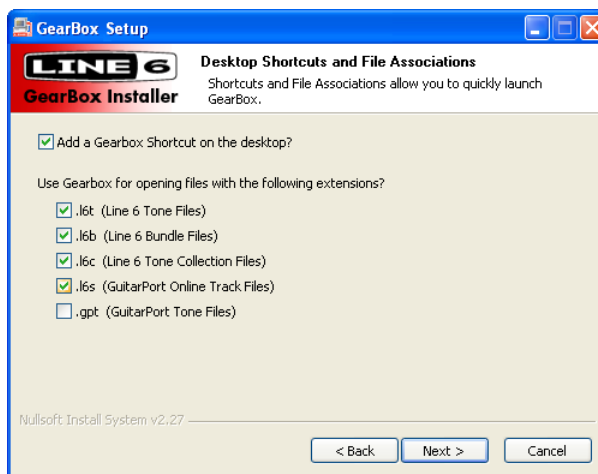 GearBox Setup
LINE 6
GearBox Installer
Desktop Shortcuts and File Associations
Shortcuts and File Associations allow you to quickly launch
GearBox.
Add a Gearbox Shortcut on the desktop?
Use Gearbox for opening files with the following extensions?
.l6t (Line 6 Tone Files)
.l6b (Line 6 Bundle Files)
.l6c (Line 6 Tone Collection Files)
.l6s (GuitarPort Online Track Files)
.gpt (GuitarPort Tone Files)
Nullsoft Install System v2.27
< Back Next > Cancel